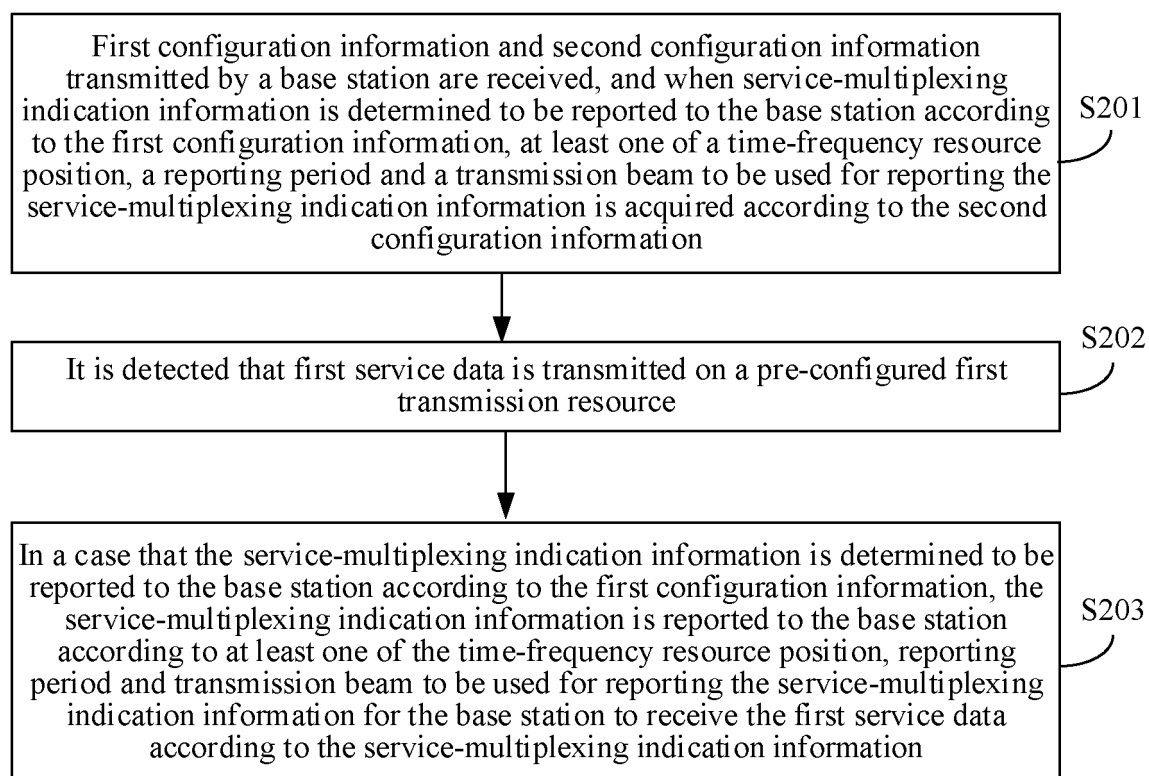 First configuration information and second configuration information
transmitted by a base station are received, and when service-multiplexing
indication information is determined to be reported to the base station according
to the first configuration information, at least one of a time-frequency resource
position, a reporting period and a transmission beam to be used for reporting the
service-multiplexing indication information is acquired according to the second
configuration information
S201
It is detected that first service data is transmitted on a pre-configured first
transmission resource
S202
In a case that the service-multiplexing indication information is determined to be
reported to the base station according to the first configuration information, the
service-multiplexing indication information is reported to the base station
according to at least one of the time-frequency resource position, reporting
period and transmission beam to be used for reporting the service-multiplexing
indication information for the base station to receive the first service data
according to the service-multiplexing indication information
S203